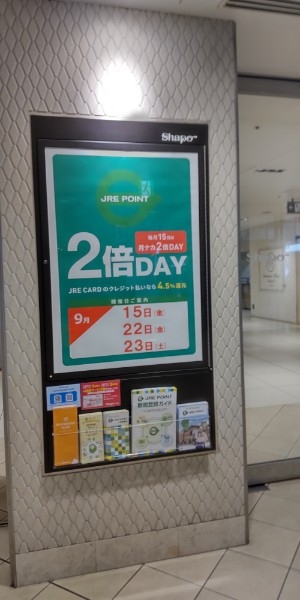 Shapo
JRE POINT
毎月15日は
月ナカ2倍DAY
2倍DAY
JRE CARDのクレジット払いなら4.5%還元
開催日ご案内
9月
15日(金)
22日(金)
23日(土)
JRE POINT
新規登録ガイド